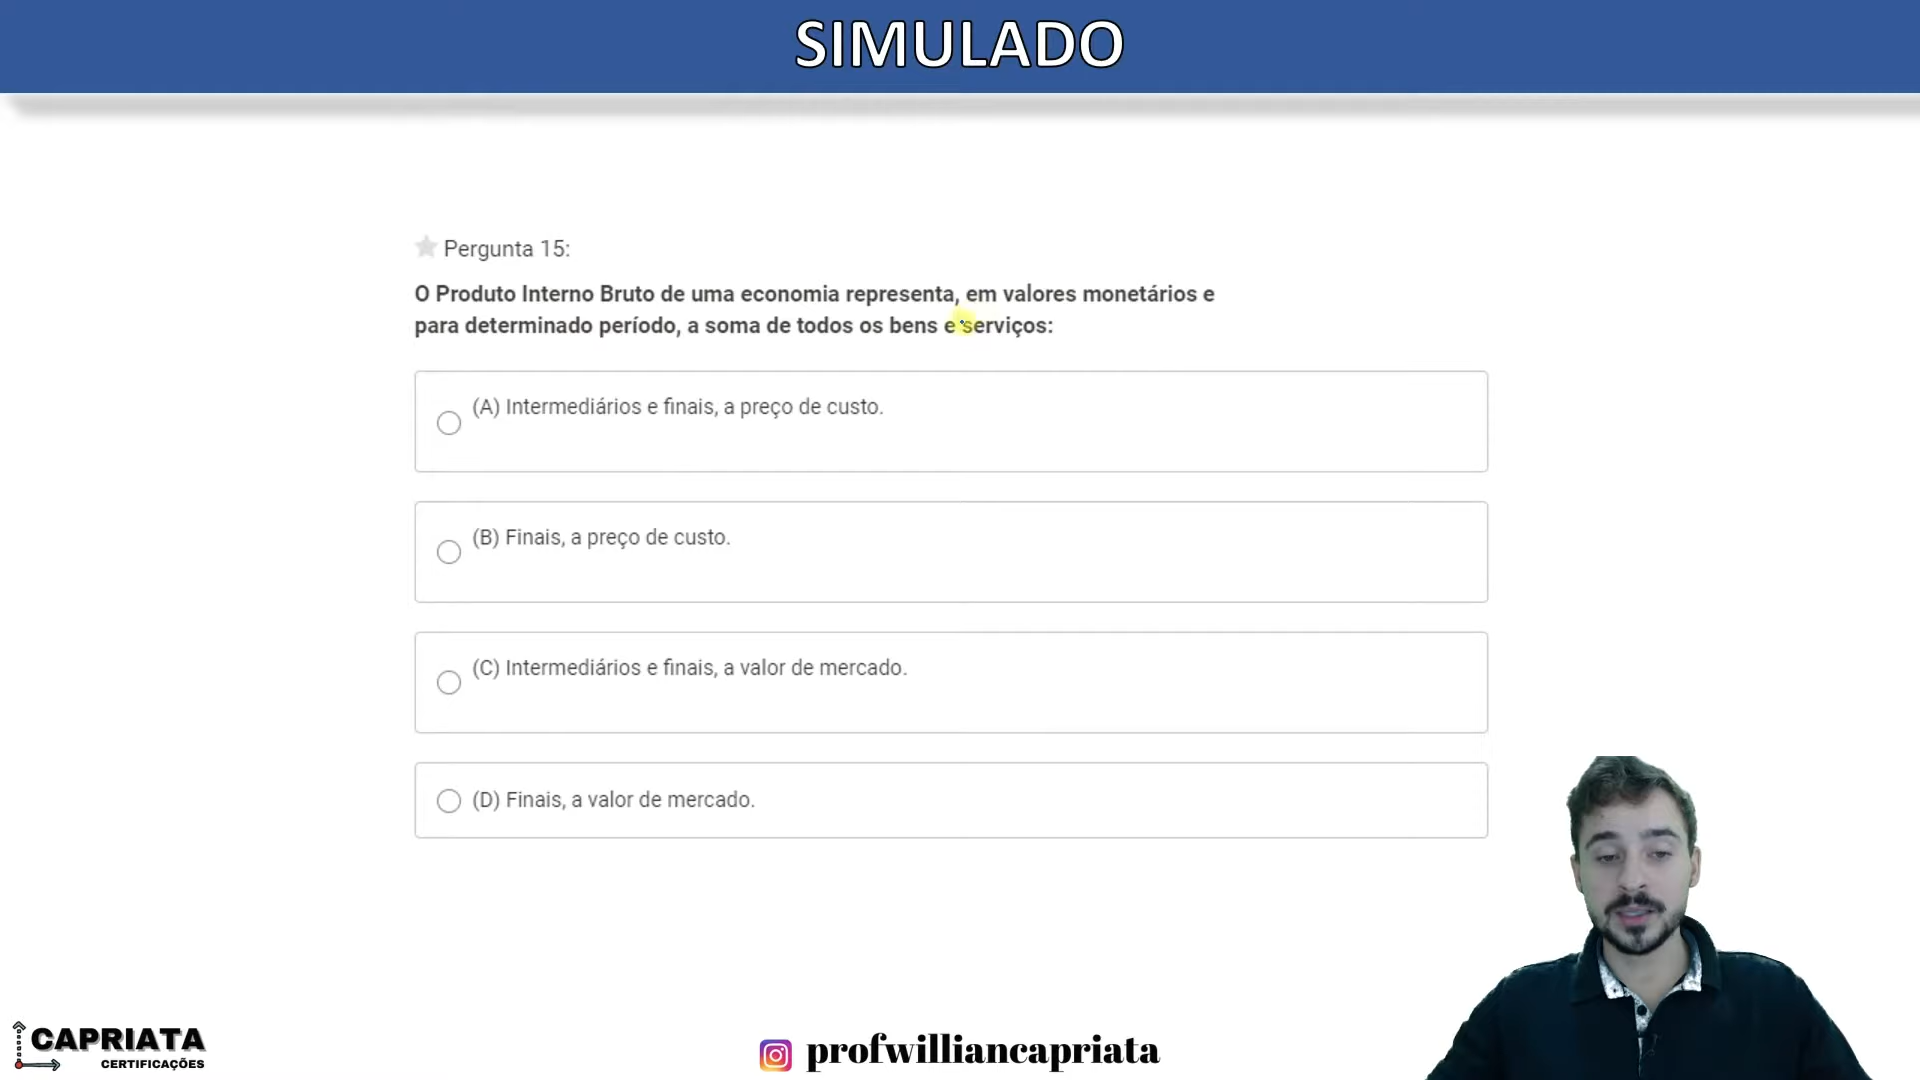 SIMULADO
Pergunta 15:
O Produto Interno Bruto de uma economia representa, em valores monetários e
para determinado período, a soma de todos os bens e serviços:
(A) Intermediários e finais, a preço de custo.
(B) Finais, a preço de custo.
(C) Intermediários e finais, a valor de mercado.
(D) Finais, a valor de mercado.
CAPRIATA
CERTIFICAÇÕES
profwilliancapriata